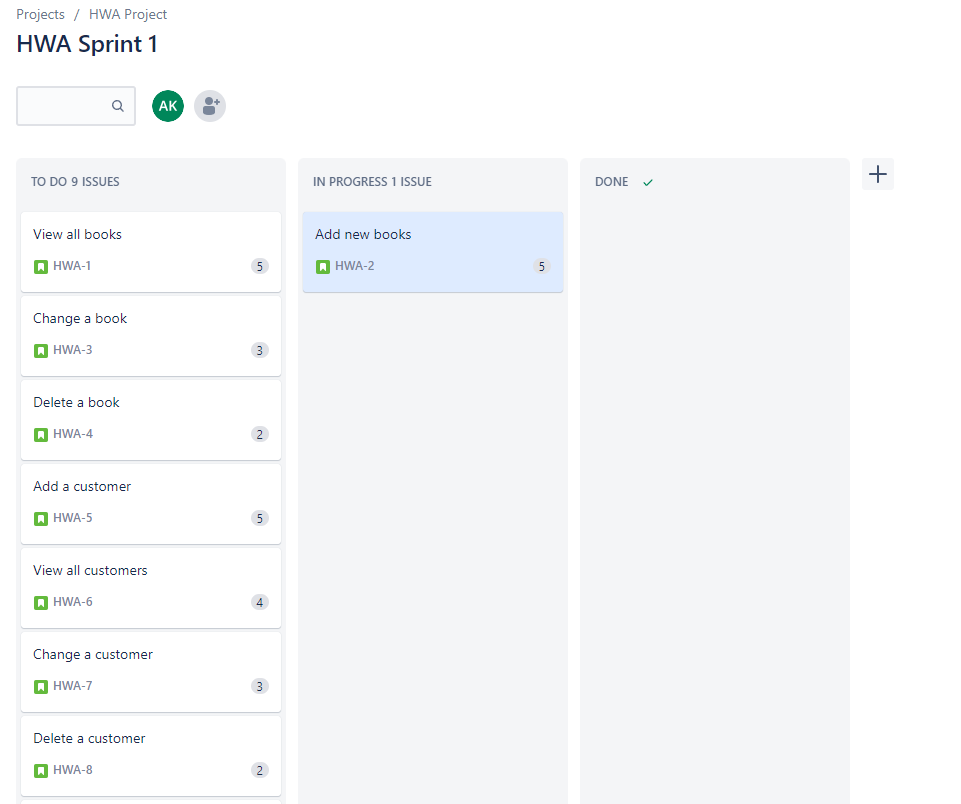 Projects / HWA Project
HWA Sprint 1
AK
TO DO 9 ISSUES
View all books
HWA-1 5
Change a book
HWA-3 3
Delete a book
HWA-4 2
Add a customer
HWA-5 5
View all customers
HWA-6 4
Change a customer
HWA-7 3
Delete a customer
HWA-8 2
IN PROGRESS 1 ISSUE
Add new books
HWA-2 5
DONE